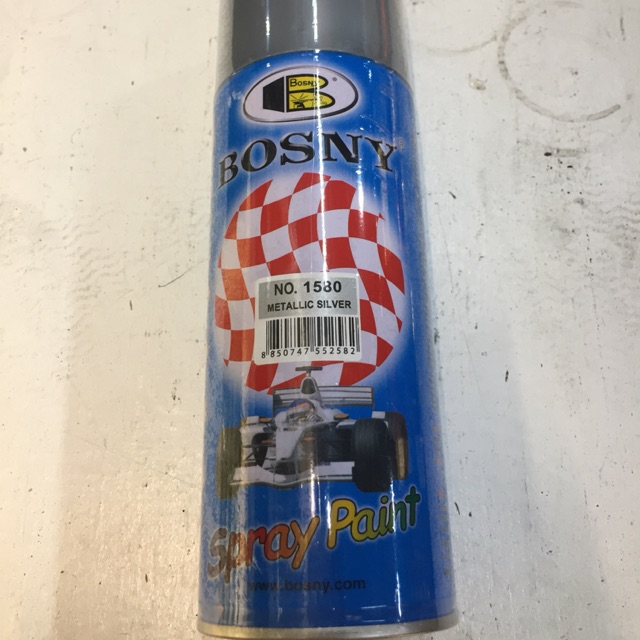 BOSNY
BOSNY
NO. 1580
METALLIC SILVER
8 850747 552582
Spray Paint
www.bosny.com